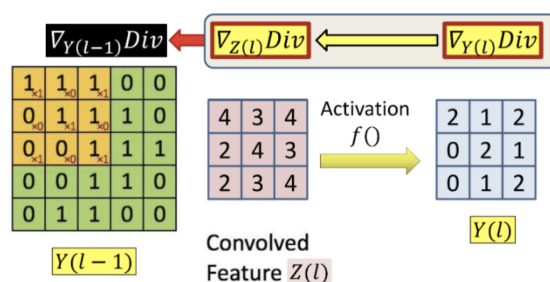 ∇Y(l−1)Div ∇Z(l)Div ∇Y(l)Div
1×1 1×0 1×1 0 0
0×0 1×1 1×0 1 0
0×1 0×0 1×1 1 1
0 0 1 1 0
0 1 1 0 0
Y(l − 1)
4 3 4
2 4 3
2 3 4
Convolved
Feature Z(l)
Activation
f()
2 1 2
0 2 1
0 1 2
Y(l)